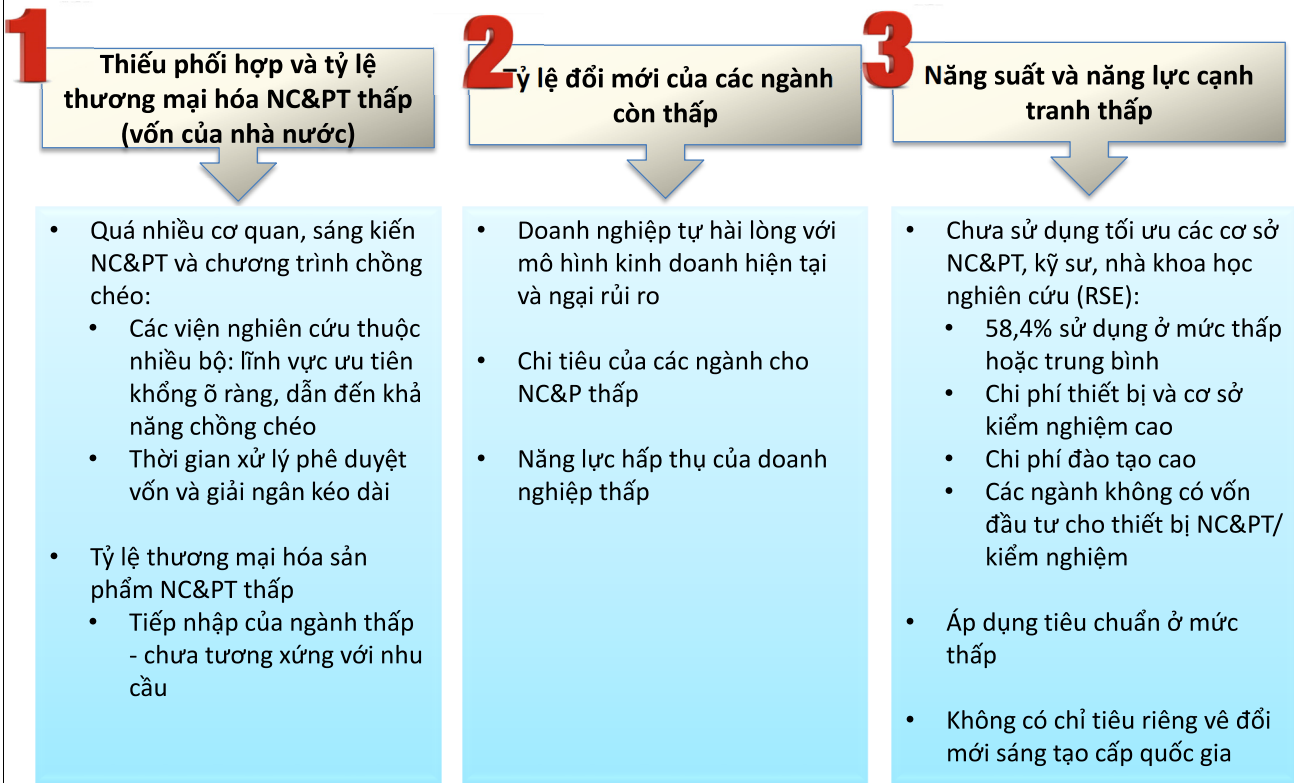 1
Thiếu phối hợp và tỷ lệ
thương mại hóa NC&PT thấp
(vốn của nhà nước)
• Quá nhiều cơ quan, sáng kiến
NC&PT và chương trình chồng
chéo:
• Các viện nghiên cứu thuộc
nhiều bộ: lĩnh vực ưu tiên
khổng õ ràng, dẫn đến khả
năng chồng chéo
• Thời gian xử lý phê duyệt
vốn và giải ngân kéo dài
• Tỷ lệ thương mại hóa sản
phẩm NC&PT thấp
• Tiếp nhập của ngành thấp
- chưa tương xứng với nhu
cầu
2
Tỷ lệ đổi mới của các ngành
còn thấp
• Doanh nghiệp tự hài lòng với
mô hình kinh doanh hiện tại
và ngại rủi ro
• Chi tiêu của các ngành cho
NC&P thấp
• Năng lực hấp thụ của doanh
nghiệp thấp
3
Năng suất và năng lực cạnh
tranh thấp
• Chưa sử dụng tối ưu các cơ sở
NC&PT, kỹ sư, nhà khoa học
nghiên cứu (RSE):
• 58,4% sử dụng ở mức thấp
hoặc trung bình
• Chi phí thiết bị và cơ sở
kiểm nghiệm cao
• Chi phí đào tạo cao
• Các ngành không có vốn
đầu tư cho thiết bị NC&PT/
kiểm nghiệm
• Áp dụng tiêu chuẩn ở mức
thấp
• Không có chỉ tiêu riêng vê đổi
mới sáng tạo cấp quốc gia